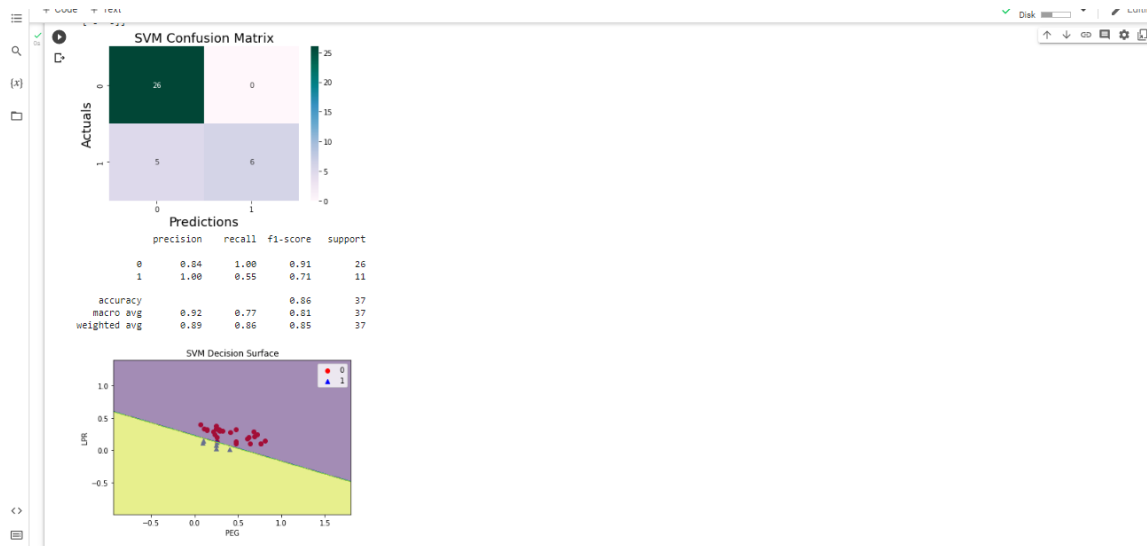 + Code + Text
Disk
SVM Confusion Matrix
{x}
Actuals
0
1
26 0
5 6
25
20
15
10
5
0
0 1
Predictions
precision recall f1-score support
0 0.84 1.00 0.91 26
1 1.00 0.55 0.71 11
accuracy 0.86 37
macro avg 0.92 0.77 0.81 37
weighted avg 0.89 0.86 0.85 37
SVM Decision Surface
0
1
LPR
1.0
0.5
0.0
−0.5
−0.5 0.0 0.5 1.0 1.5
PEG